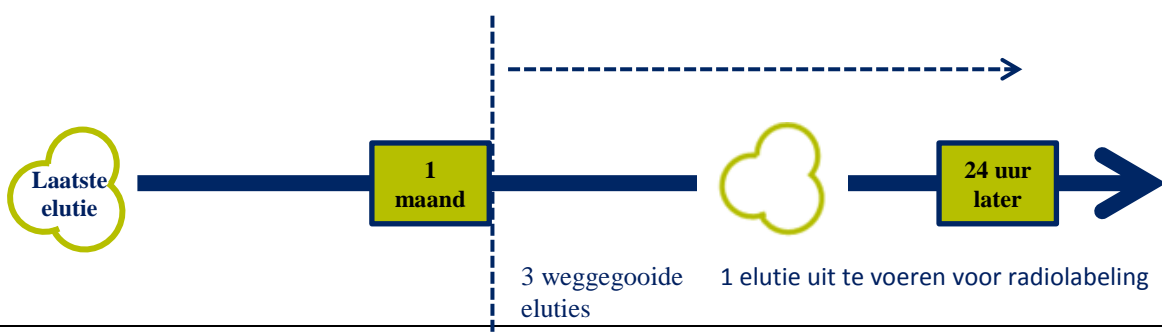 Laatste
elutie
1
maand
24 uur
later
3 weggegooide
eluties
1 elutie uit te voeren voor radiolabeling